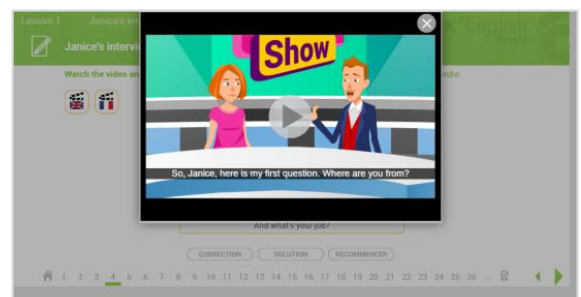 Lesson 1 Janice's
Janice's intervi
English
Show
Watch the video an
So, Janice, here is my first question. Where are you from?
And what's your job?
CORRECTION SOLUTION RECOMMENCER
1 2 3 4 5 6 7 8 9 10 11 12 13 14 15 16 17 18 19 20 21 22 23 24 25 26 ...